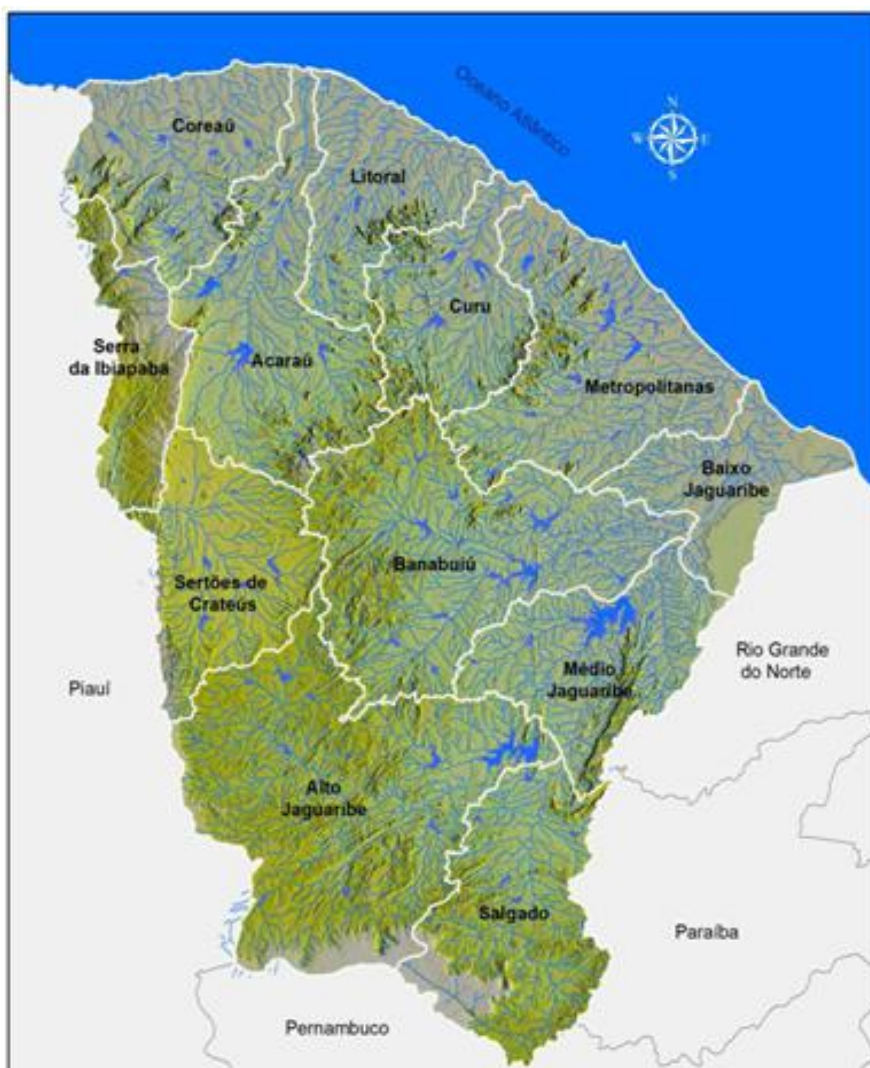 Oceano Atlântico
N
W
U
S
Coreaú
Litoral
Curu
Serra
da Ibiapaba
Acaraú
Metropolitanas
Baixo
Jaguaribe
Banabuiú
Sertões de
Crateús
Rio Grande
do Norte
Médio
Jaguaribe
Piauí
Alto
Jaguaribe
Salgado
Paraíba
Pernambuco